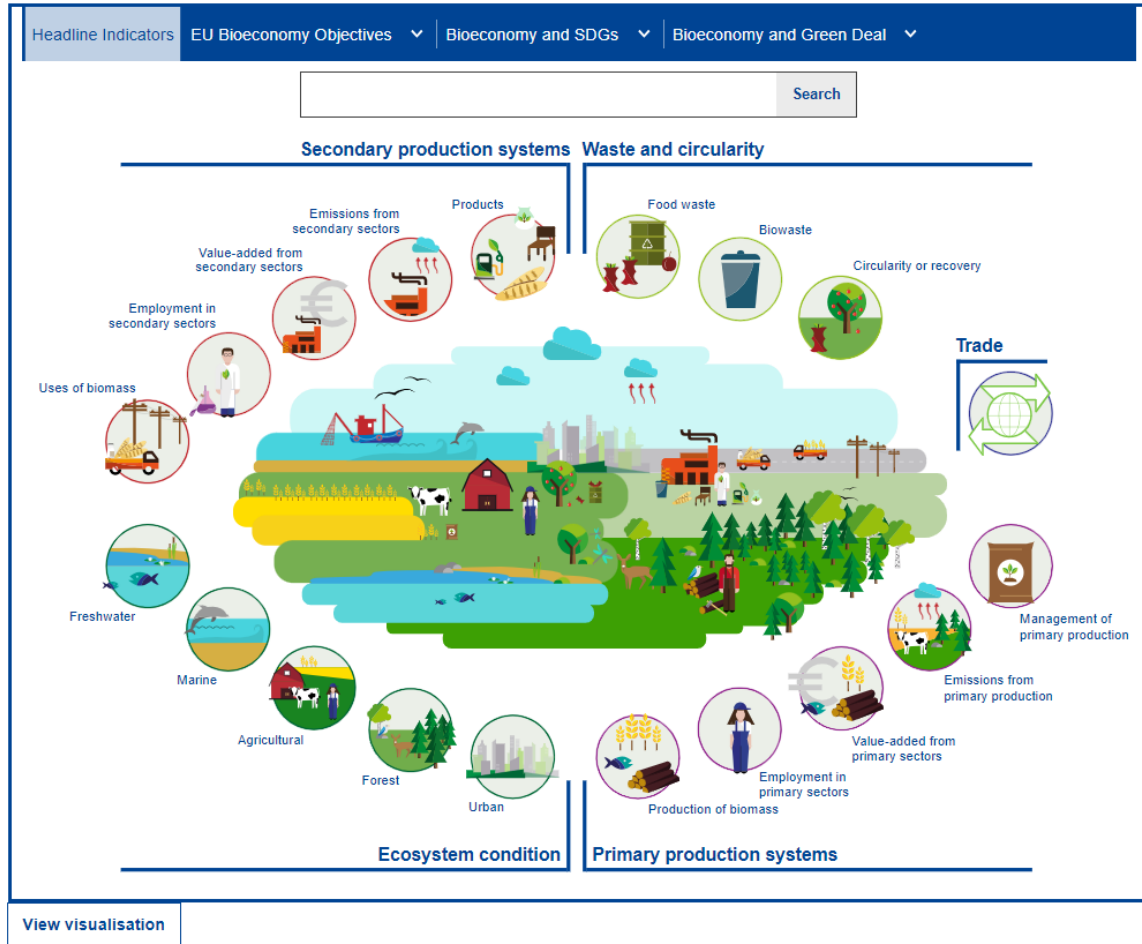 Headline Indicators
EU Bioeconomy Objectives
Bioeconomy and SDGs
Bioeconomy and Green Deal
Search
Secondary production systems
Waste and circularity
Products
Food waste
Emissions from
secondary sectors
Biowaste
Value-added from
secondary sectors
Circularity or recovery
Employment in
secondary sectors
Trade
Uses of biomass
Freshwater
Management of
primary production
Marine
Emissions from
primary production
Agricultural
Value-added from
primary sectors
Forest
Employment in
primary sectors
Urban
Production of biomass
Ecosystem condition
Primary production systems
View visualisation